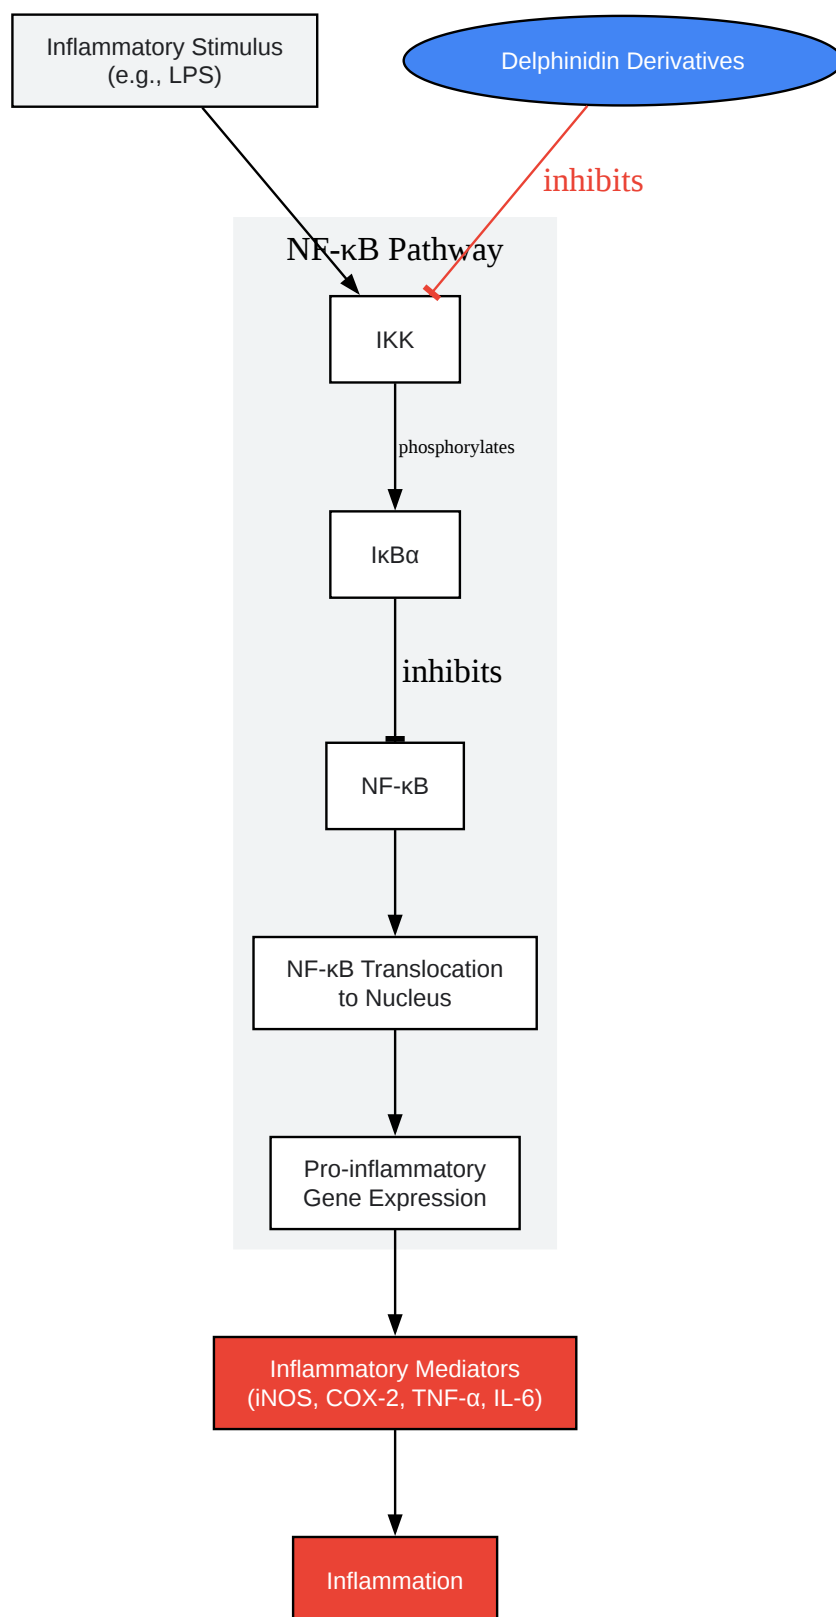 Inflammatory Stimulus
(e.g., LPS)
Delphinidin Derivatives
inhibits
NF-κB Pathway
IKK
phosphorylates
IκBα
inhibits
NF-κB
NF-κB Translocation
to Nucleus
Pro-inflammatory
Gene Expression
Inflammatory Mediators
(iNOS, COX-2, TNF-α, IL-6)
Inflammation